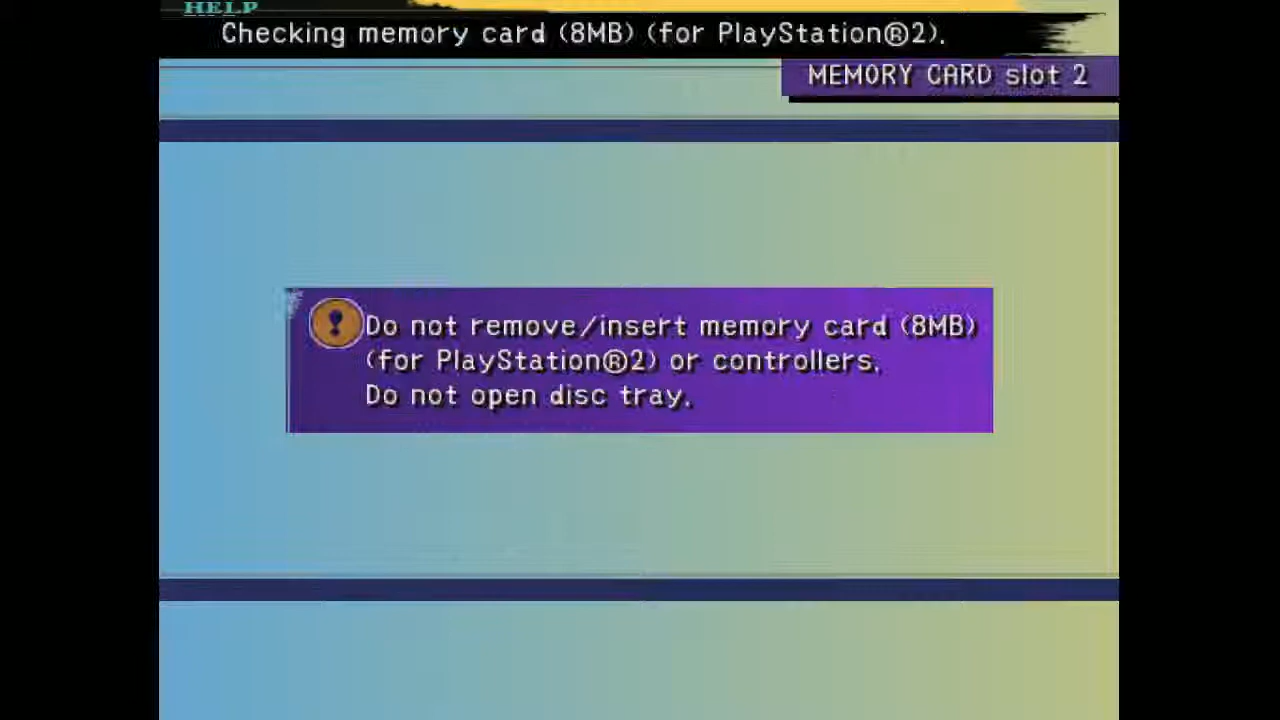 HELP
Checking memory card (8MB) (for PlayStation®2).
MEMORY CARD slot 2
Do not remove/insert memory card (8MB)
(for PlayStation®2) or controllers.
Do not open disc tray.